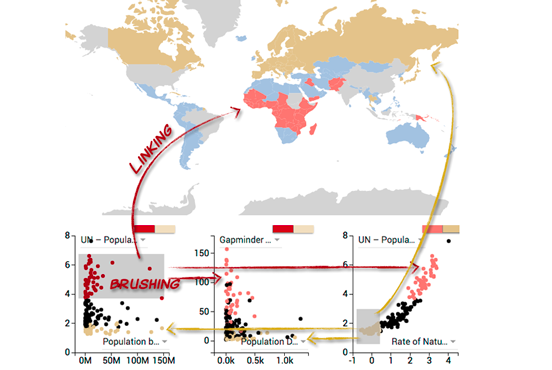 LINKING
8
UN – Popula...
6
4
2
0
BRUSHING
Population b...
0M
50M
100M
150M
Gapminder ...
150
100
50
0
Population D...
0.0k
0.5k
1.0k
8
UN – Popula...
6
4
2
0
Rate of Natu...
-1
0
1
2
3
4